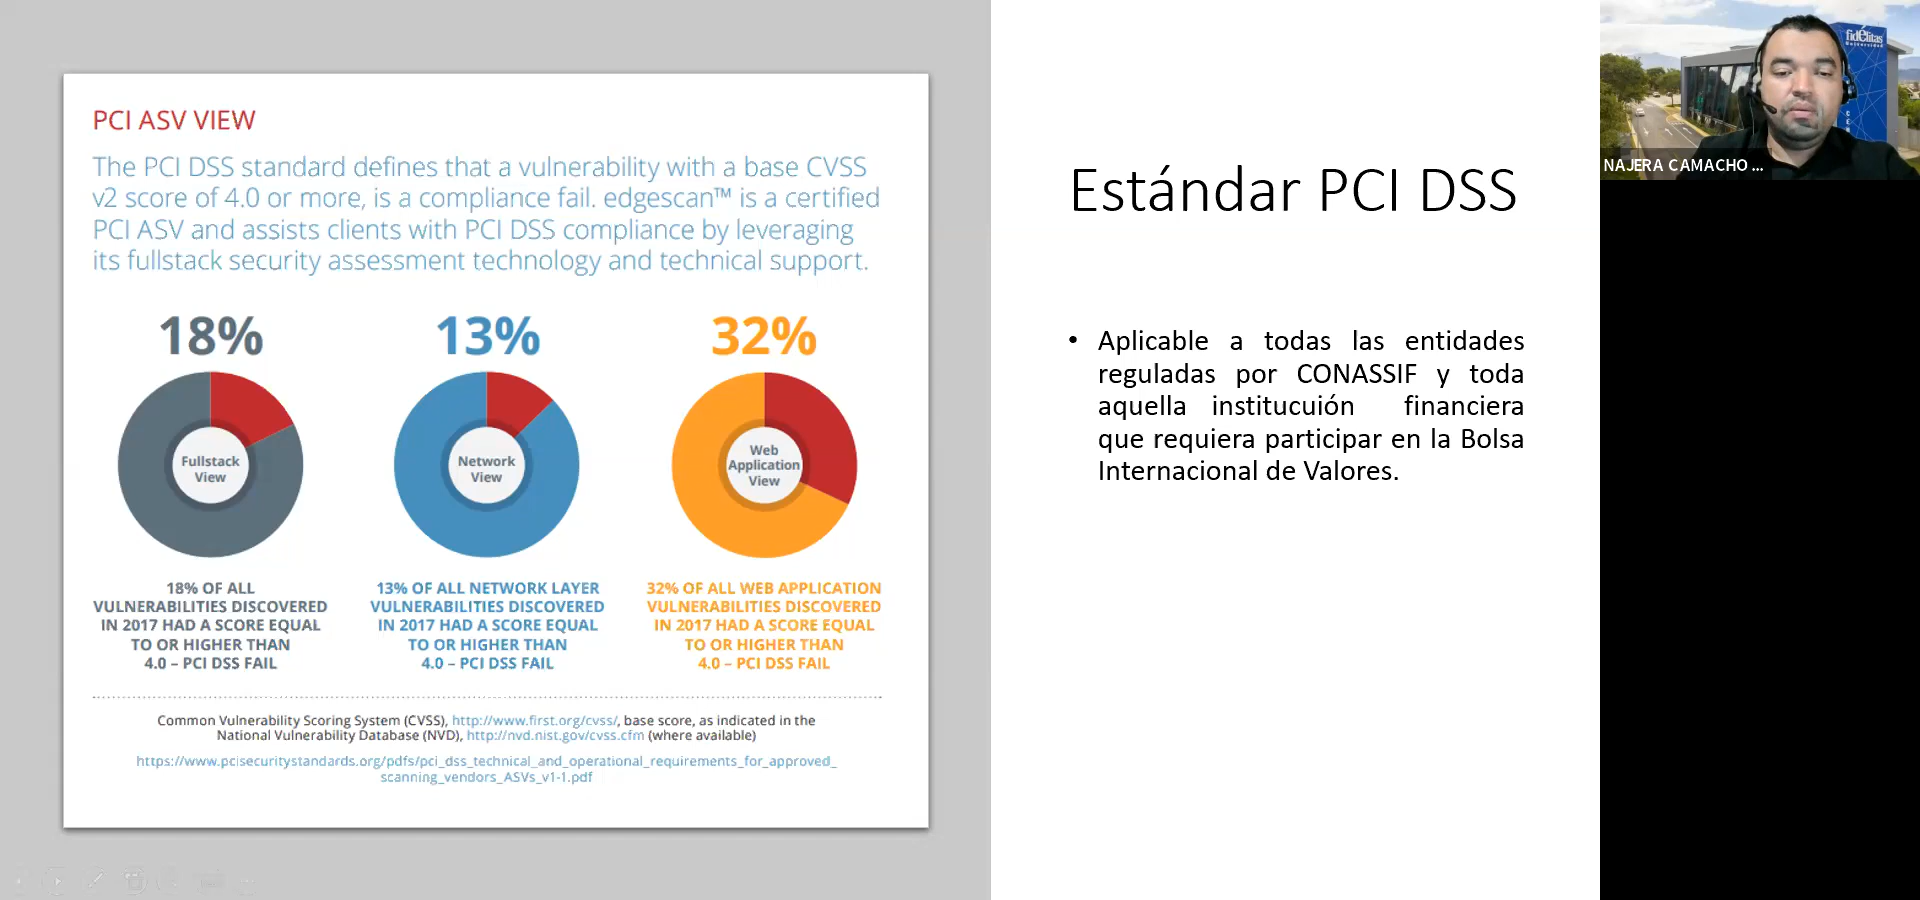 PCI ASV VIEW
The PCI DSS standard defines that a vulnerability with a base CVSS
v2 score of 4.0 or more, is a compliance fail. edgescan™ is a certified
PCI ASV and assists clients with PCI DSS compliance by leveraging
its fullstack security assessment technology and technical support.
18%
13%
32%
Fullstack
View
Network
View
Web
Application
View
18% OF ALL
VULNERABILITIES DISCOVERED
IN 2017 HAD A SCORE EQUAL
TO OR HIGHER THAN
4.0 – PCI DSS FAIL
13% OF ALL NETWORK LAYER
VULNERABILITIES DISCOVERED
IN 2017 HAD A SCORE EQUAL
TO OR HIGHER THAN
4.0 – PCI DSS FAIL
32% OF ALL WEB APPLICATION
VULNERABILITIES DISCOVERED
IN 2017 HAD A SCORE EQUAL
TO OR HIGHER THAN
4.0 – PCI DSS FAIL
Common Vulnerability Scoring System (CVSS), http://www.first.org/cvss/, base score, as indicated in the
National Vulnerability Database (NVD), http://nvd.nist.gov/cvss.cfm (where available)
https://www.pcisecuritystandards.org/pdfs/pci_dss_technical_and_operational_requirements_for_approved_
scanning_vendors_ASVs_v1-1.pdf
Estándar PCI DSS
• Aplicable a todas las entidades
reguladas por CONASSIF y toda
aquella institucuión financiera
que requiera participar en la Bolsa
Internacional de Valores.
fidélitas
Universidad
NAJERA CAMACHO ...